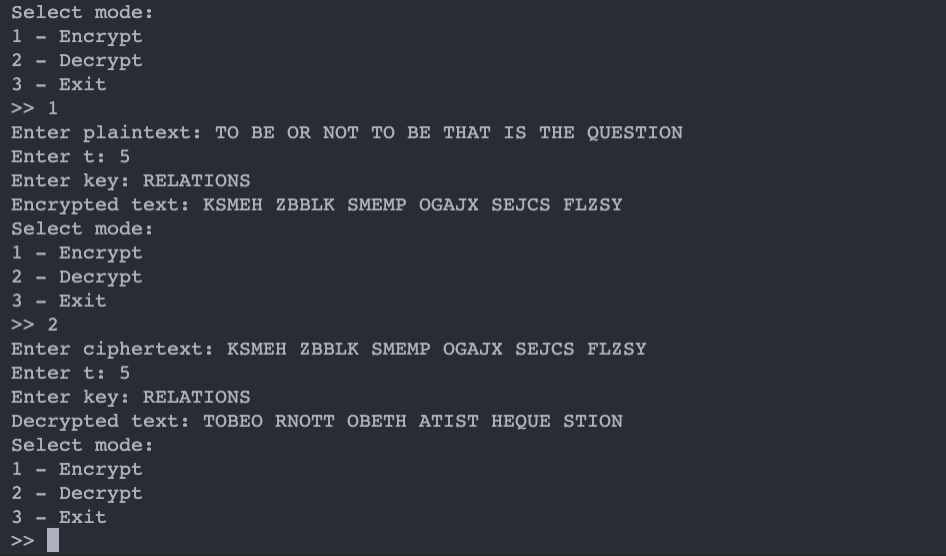 Select mode:
1 - Encrypt
2 - Decrypt
3 - Exit
>> 1
Enter plaintext: TO BE OR NOT TO BE THAT IS THE QUESTION
Enter t: 5
Enter key: RELATIONS
Encrypted text: KSMEH ZBBLK SMEMP OGAJX SEJCS FLZSY
Select mode:
1 - Encrypt
2 - Decrypt
3 - Exit
>> 2
Enter ciphertext: KSMEH ZBBLK SMEMP OGAJX SEJCS FLZSY
Enter t: 5
Enter key: RELATIONS
Decrypted text: TOBEO RNOTT OBETH ATIST HEQUE STION
Select mode:
1 - Encrypt
2 - Decrypt
3 - Exit
>>